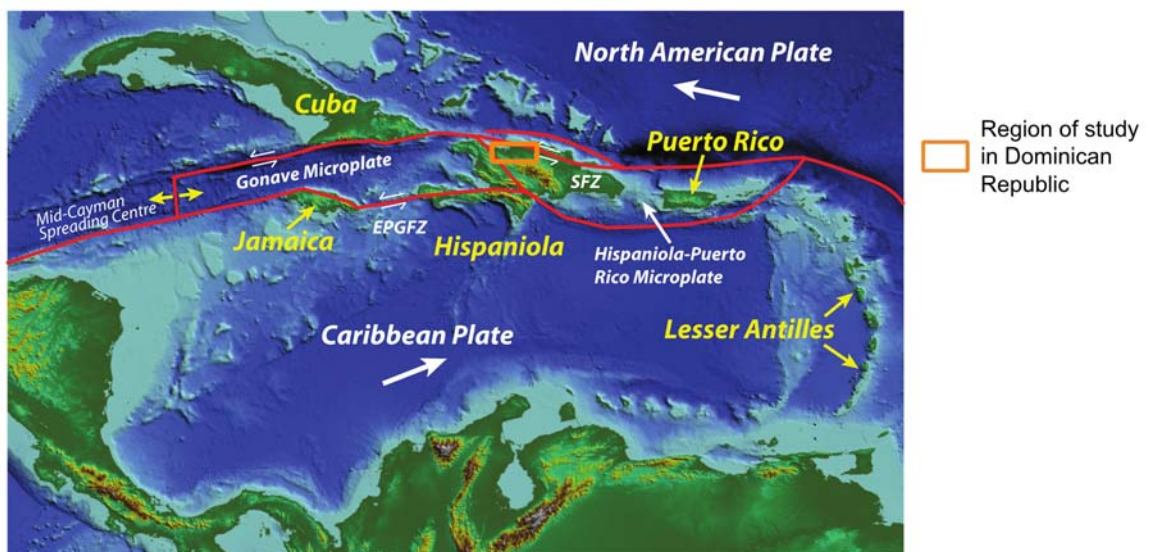 North American Plate
Cuba
Puerto Rico
Gonave Microplate
SFZ
Mid-Cayman
Spreading Centre
Jamaica
EPGFZ
Hispaniola
Hispaniola-Puerto
Rico Microplate
Caribbean Plate
Lesser Antilles
Region of study
in Dominican
Republic